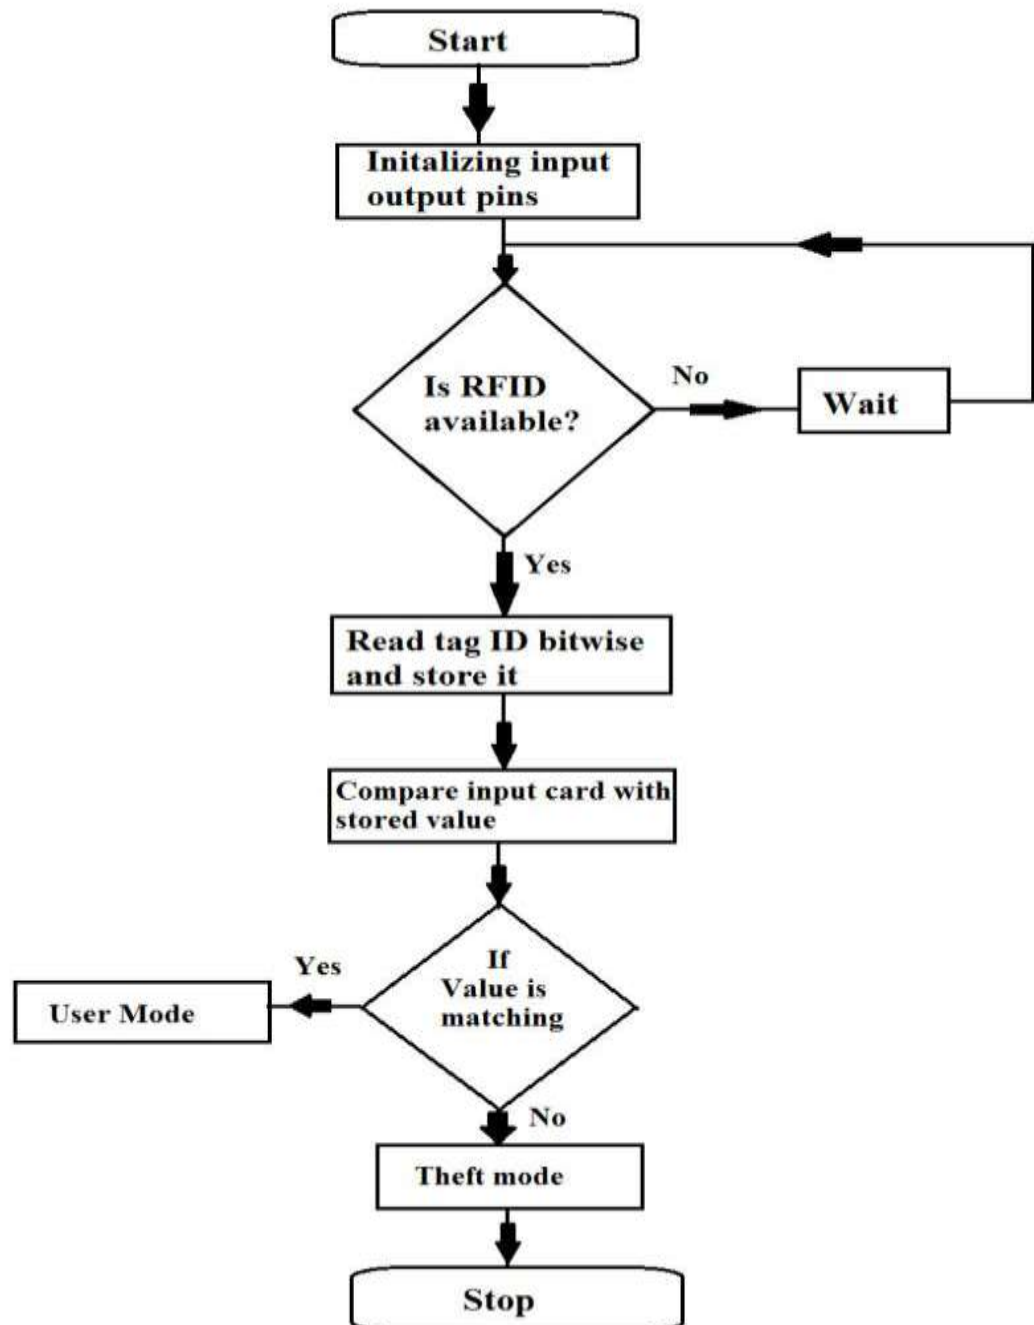 Start
Initalizing input
output pins
Is RFID
available?
No
Wait
Yes
Read tag ID bitwise
and store it
Compare input card with
stored value
If
Value is
matching
Yes
User Mode
No
Theft mode
Stop